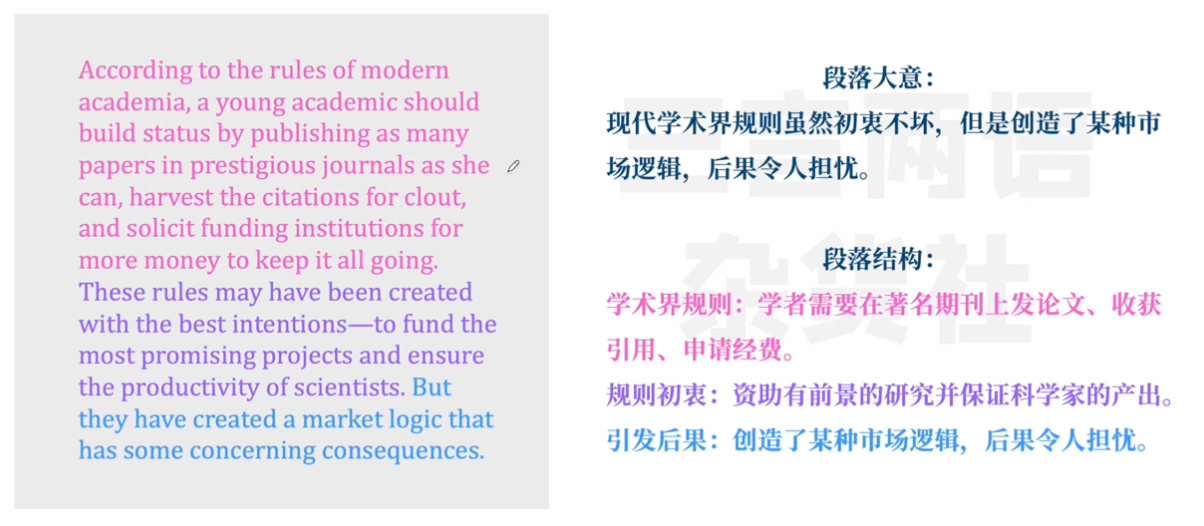 According to the rules of modern
academia, a young academic should
build status by publishing as many
papers in prestigious journals as she
can, harvest the citations for clout,
and solicit funding institutions for
more money to keep it all going.
These rules may have been created
with the best intentions—to fund the
most promising projects and ensure
the productivity of scientists. But
they have created a market logic that
has some concerning consequences.
段落大意：
现代学术界规则虽然初衷不坏，但是创造了某种市
场逻辑，后果令人担忧。
段落结构：
学术界规则：学者需要在著名期刊上发论文、收获
引用、申请经费。
规则初衷：资助有前景的研究并保证科学家的产出。
引发后果：创造了某种市场逻辑，后果令人担忧。
三言两语
杂货社